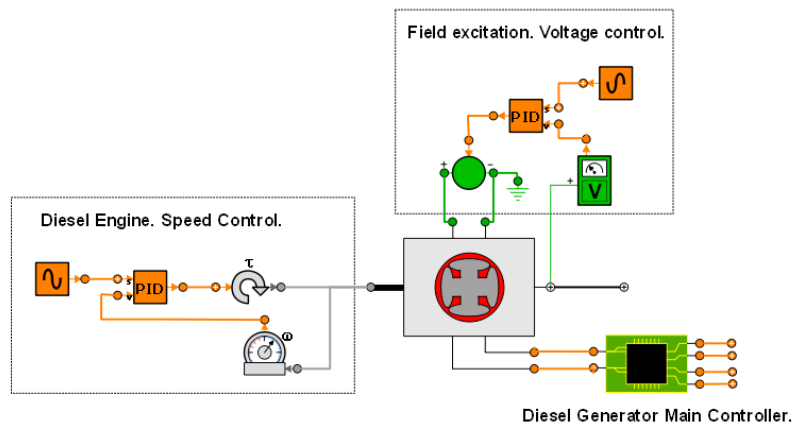 Field excitation. Voltage control.
PID
s
v
+
−
+
V
Diesel Engine. Speed Control.
τ
s
PID
v
ω
Diesel Generator Main Controller.